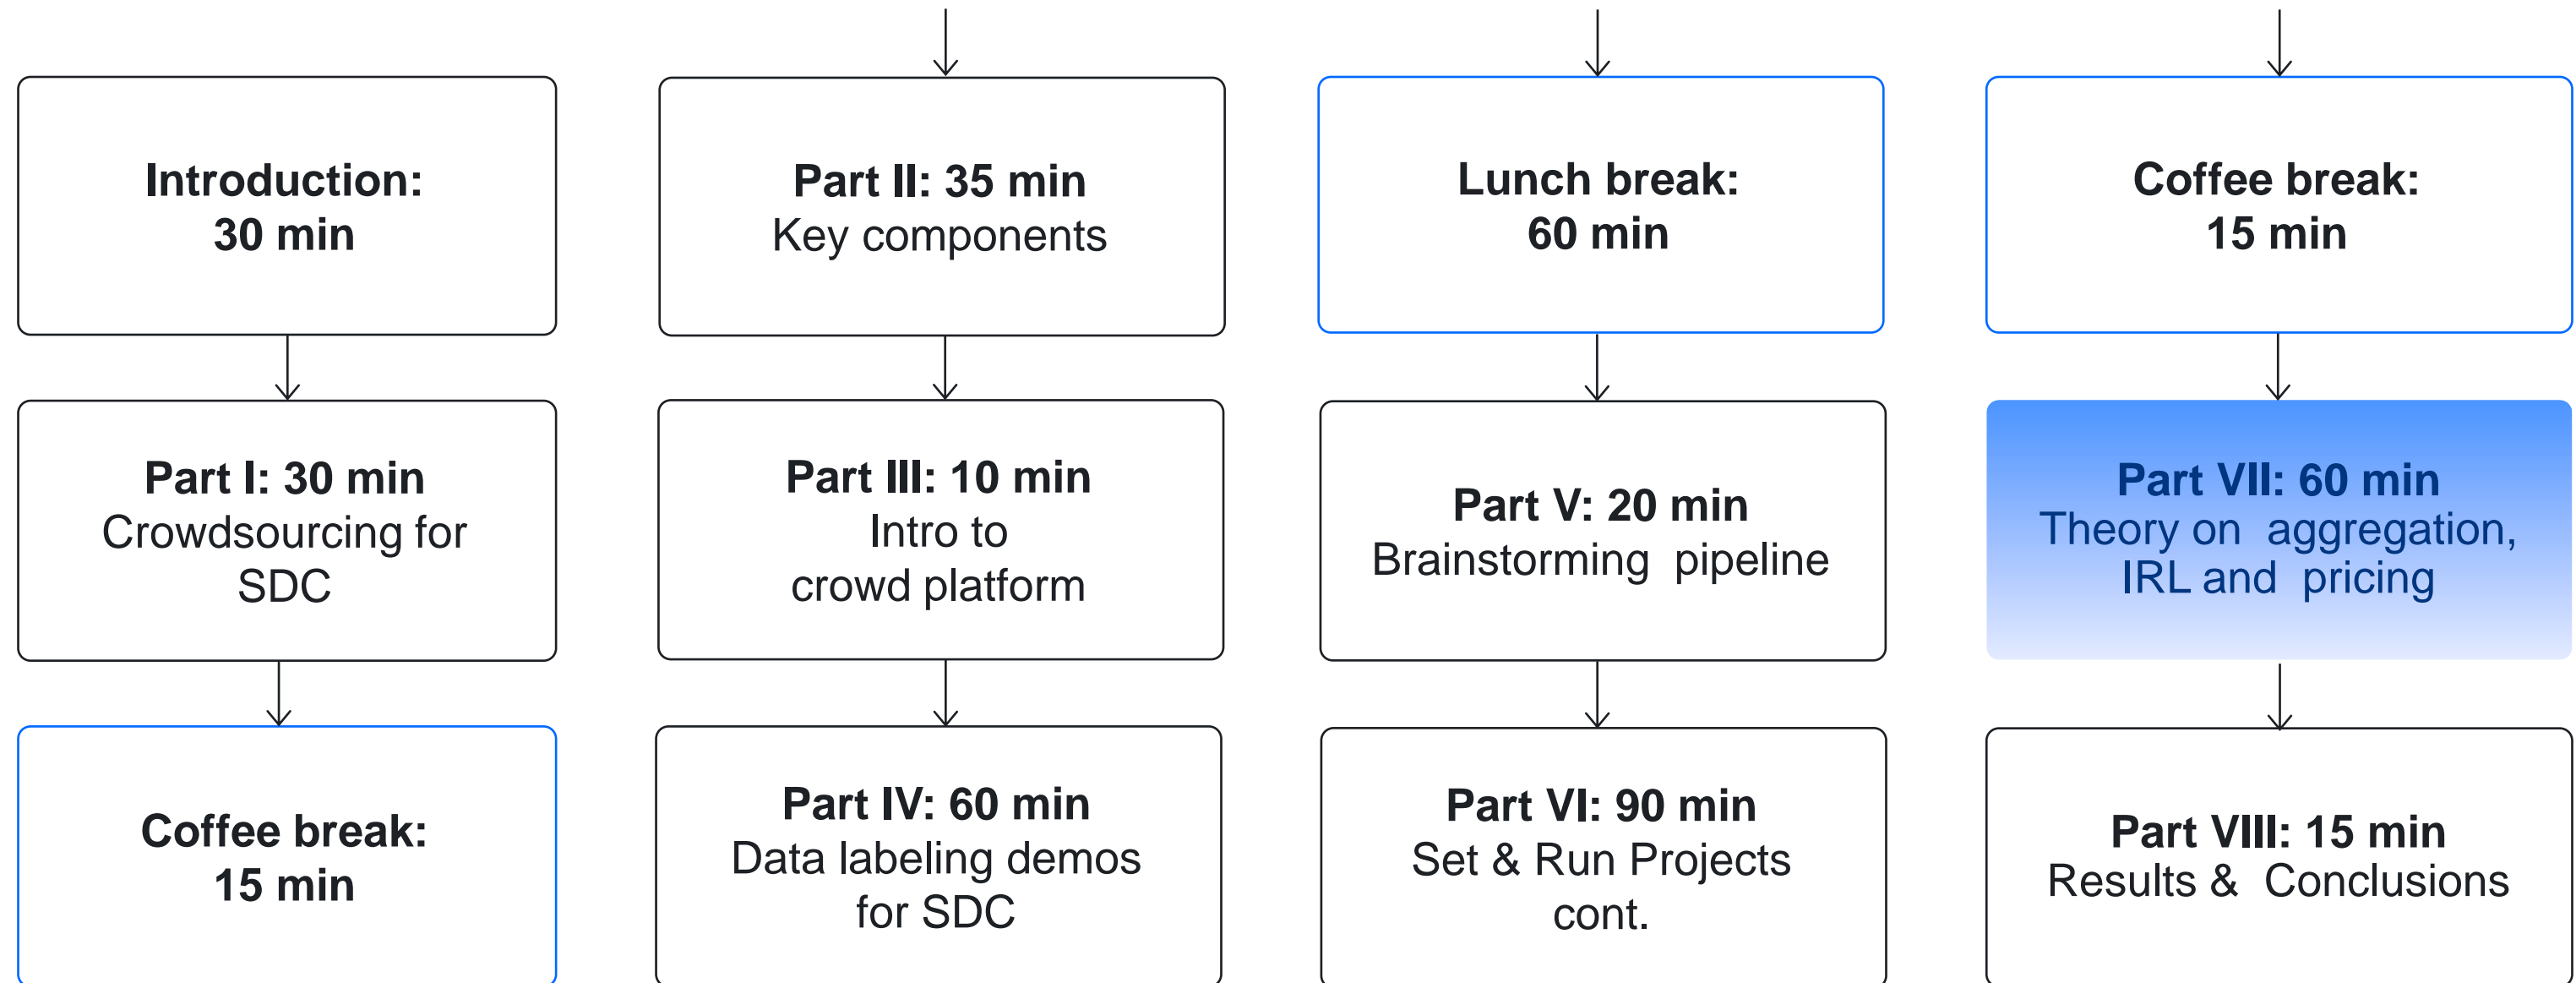 Introduction:
30 min
Part I: 30 min
Crowdsourcing for
SDC
Coffee break:
15 min
Part II: 35 min
Key components
Part III: 10 min
Intro to
crowd platform
Part IV: 60 min
Data labeling demos
for SDC
Lunch break:
60 min
Part V: 20 min
Brainstorming pipeline
Part VI: 90 min
Set & Run Projects
cont.
Coffee break:
15 min
Part VII: 60 min
Theory on aggregation,
IRL and pricing
Part VIII: 15 min
Results & Conclusions